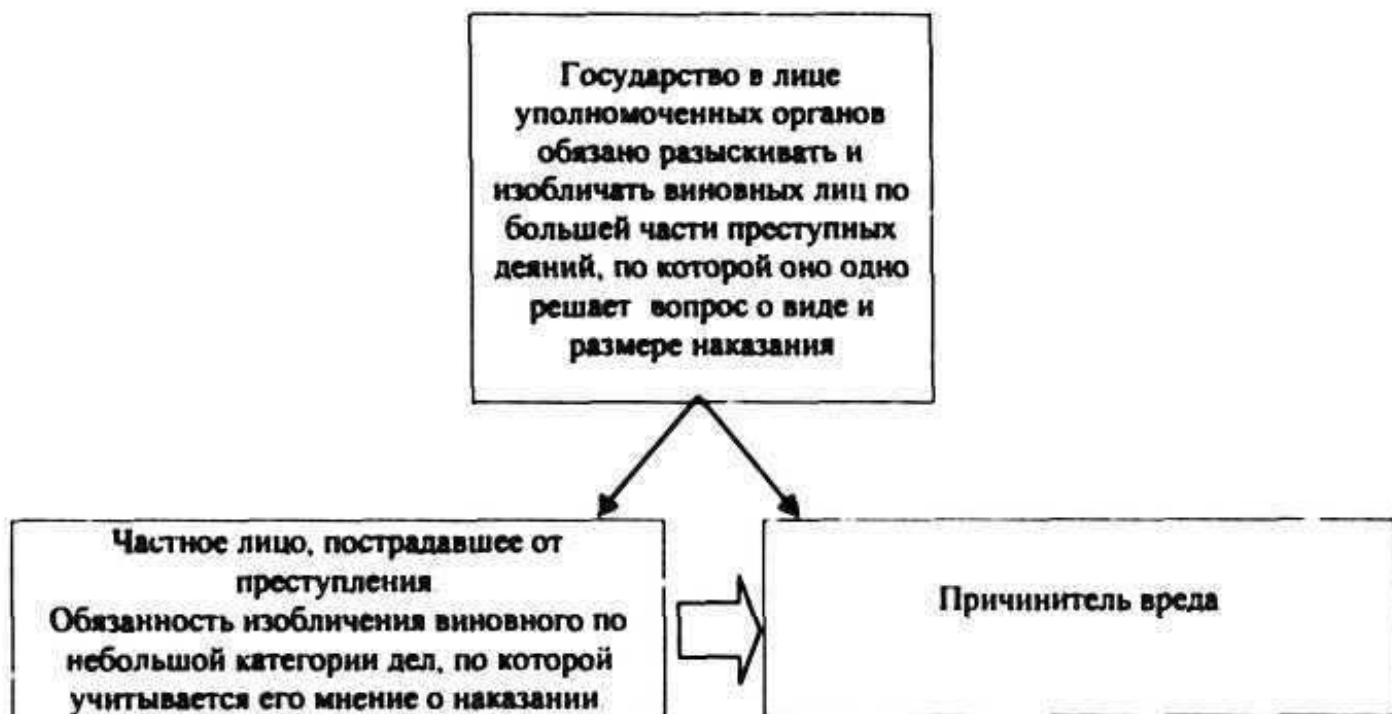 Государство в лице
уполномоченных органов
обязано разыскивать и
изобличать виновных лиц по
большей части преступных
деяний, по которой оно одно
решает вопрос о виде и
размере наказания
Частное лицо, пострадавшее от
преступления
Обязанность изобличения виновного по
небольшой категории дел, по которой
учитывается его мнение о наказании
Причинитель вреда